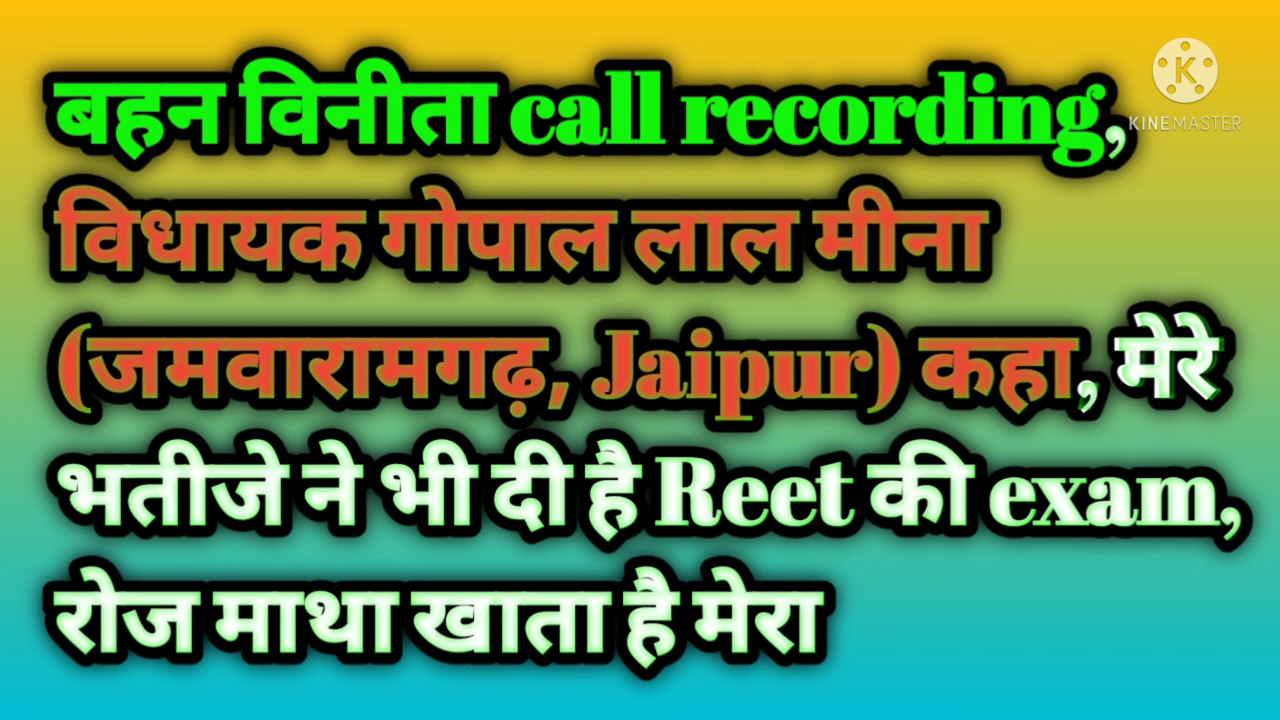 बहन विनीता call recording,
KINEMASTER
विधायक गोपाल लाल मीना
(जमवारामगढ़, Jaipur) कहा, मेरे
भतीजे ने भी दी है Reet की exam,
रोज माथा खाता है मेरा